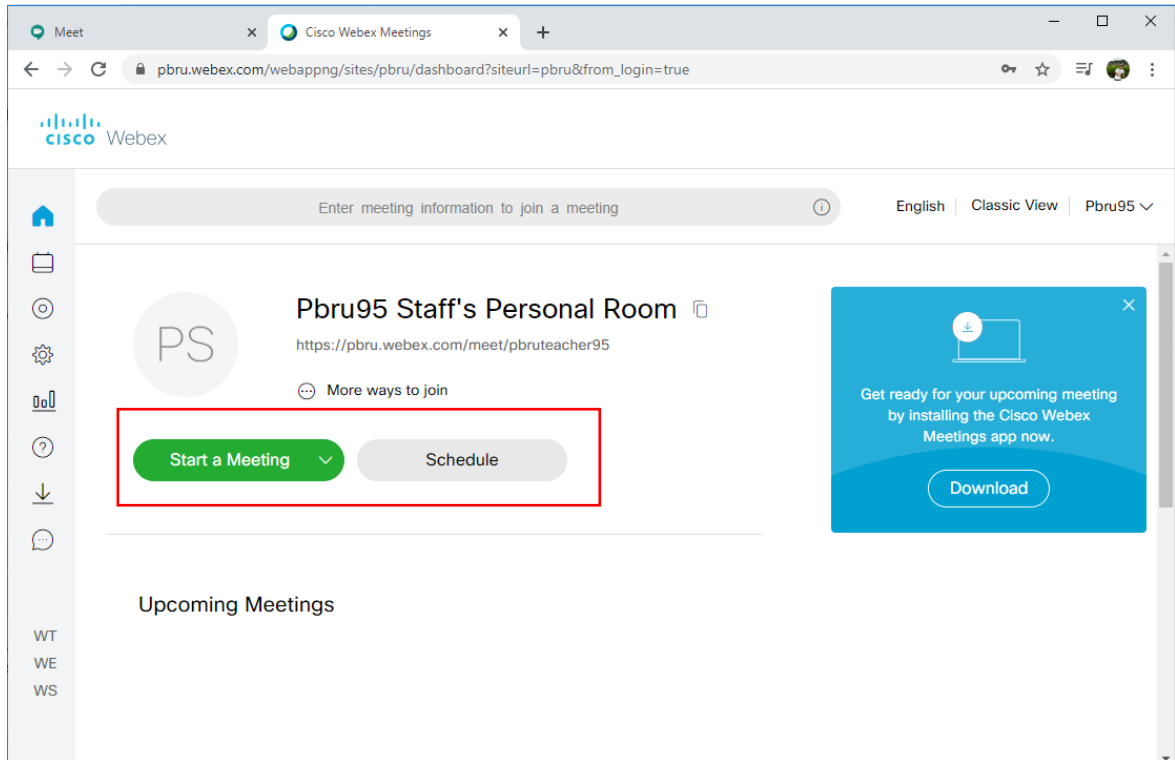 Meet
Cisco Webex Meetings
pbru.webex.com/webappng/sites/pbru/dashboard?siteurl=pbru&from_login=true
cisco Webex
Enter meeting information to join a meeting
English Classic View Pbru95
PS
Pbru95 Staff's Personal Room
https://pbru.webex.com/meet/pbruteacher95
More ways to join
Start a Meeting
Schedule
Get ready for your upcoming meeting
by installing the Cisco Webex
Meetings app now.
Download
Upcoming Meetings
WT
WE
WS